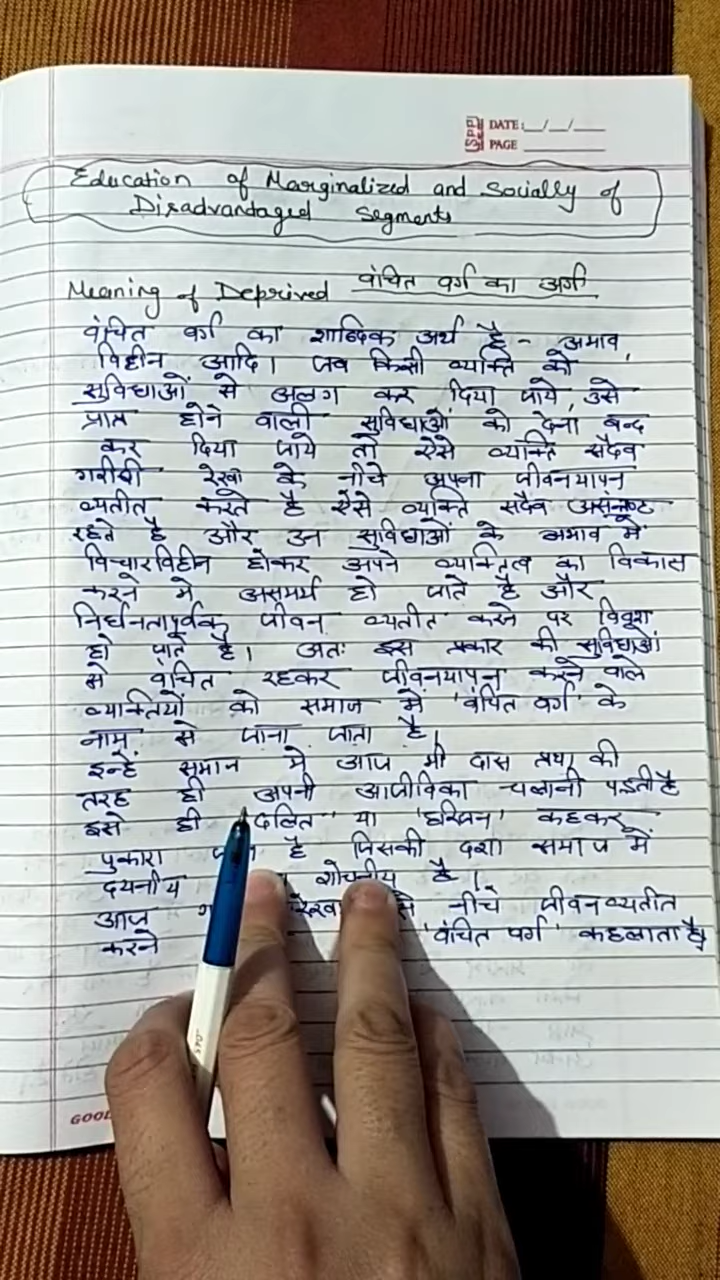 DATE:__/__/__
PAGE
Education of Marginalized and Socially of
Disadvantaged Segments
Meaning of Deprived वंचित वर्ग का अर्थ
वंचित वर्ग का शाब्दिक अर्थ है - अभाव,
विहीन आदि। जब किसी व्यक्ति को
सुविधाओं से अलग कर दिया जाये, उसे
प्राप्त होने वाली सुविधाओं को देना बन्द
कर दिया जाये तो ऐसे व्यक्ति सदैव
गरीबी रेखा के नीचे अपना जीवनयापन
व्यतीत करते है ऐसे व्यक्ति सदैव असंतुष्ट
रहते है और उन सुविधाओं के अभाव में
विचारविहीन होकर अपने व्यक्तित्व का विकास
करने मे असमर्थ हो जाते है और
निर्धनतापूर्वक जीवन व्यतीत करने पर विवश
हो जाते है। अतः इस प्रकार की सुविधाओं
से वंचित रहकर जीवनयापन करने वाले
व्यक्तियों को समाज मे 'वंचित वर्ग' के
नाम से जाना जाता है।
इन्हें समाज मे आज भी दास प्रथा की
तरह ही अपनी आजीविका चलानी पड़ती है
इसे ही 'दलित' या 'हरिजन' कहकर
पुकारा है जिसकी दशा समाज में
दयनीय शोचनीय है
आज से नीचे जीवन व्यतीत
करने 'वंचित वर्ग' कहलाता है।